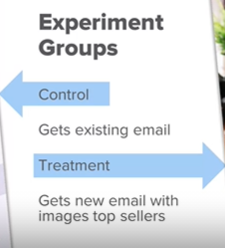 Experiment
Groups
Control
Gets existing email
Treatment
Gets new email with
images top sellers